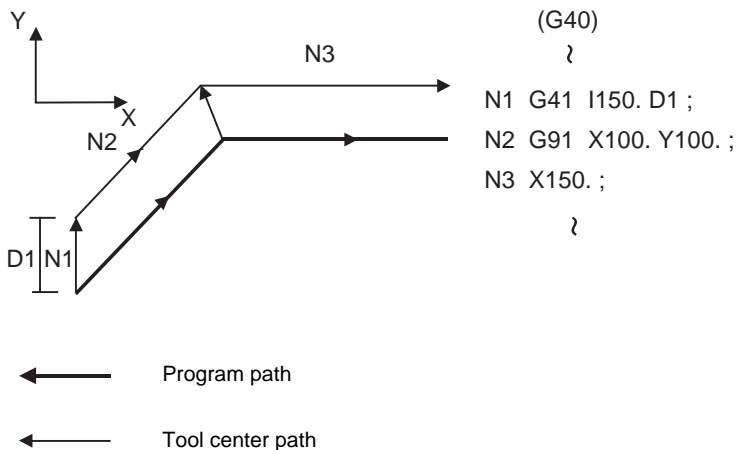 Y
X
N3
N2
D1 N1
(G40)
~
N1 G41 I150. D1 ;
N2 G91 X100. Y100. ;
N3 X150. ;
~
Program path
Tool center path